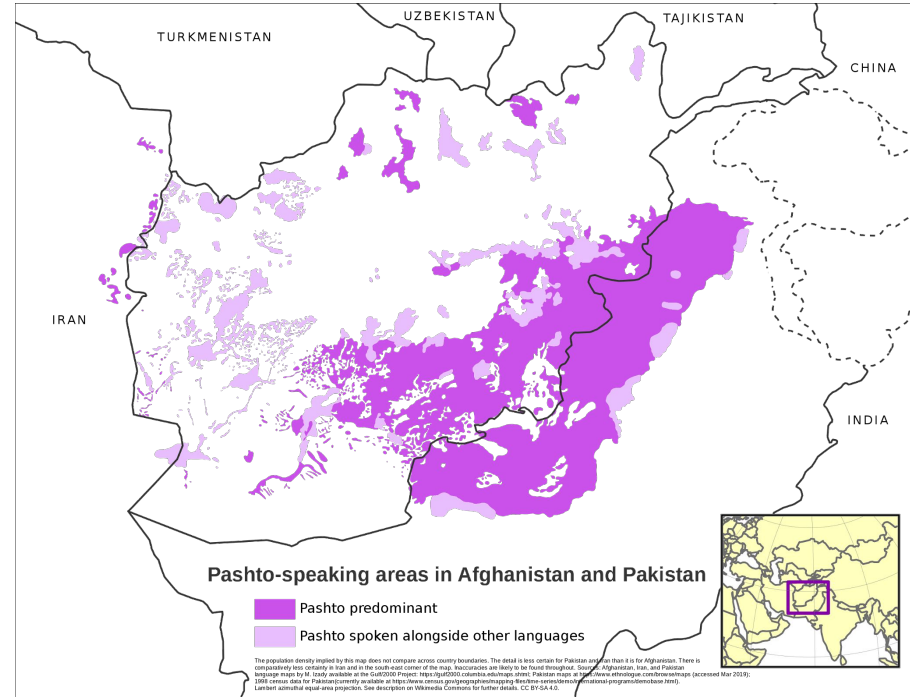 UZBEKISTAN
TAJIKISTAN
TURKMENISTAN
CHINA
IRAN
INDIA
Pashto-speaking areas in Afghanistan and Pakistan
Pashto predominant
Pashto spoken alongside other languages
The population density implied by this map does not compare across country boundaries. The detail is less certain for Pakistan and Iran than it is for Afghanistan. There is
comparatively less certainty in Iran and in the south-east corner of the map. Inaccuracies are likely to be found throughout. Sources: Afghanistan, Iran, and Pakistan
language maps by M. Izady available at the Gulf/2000 Project: https://gulf2000.columbia.edu/maps.shtml; Pakistan maps at https://www.ethnologue.com/browse/maps (accessed Mar 2019);
1998 census data for Pakistan(currently available at https://www.census.gov/geographies/mapping-files/time-series/demo/international-programs/demobase.html).
Lambert azimuthal equal-area projection. See description on Wikimedia Commons for further details. CC BY-SA 4.0.